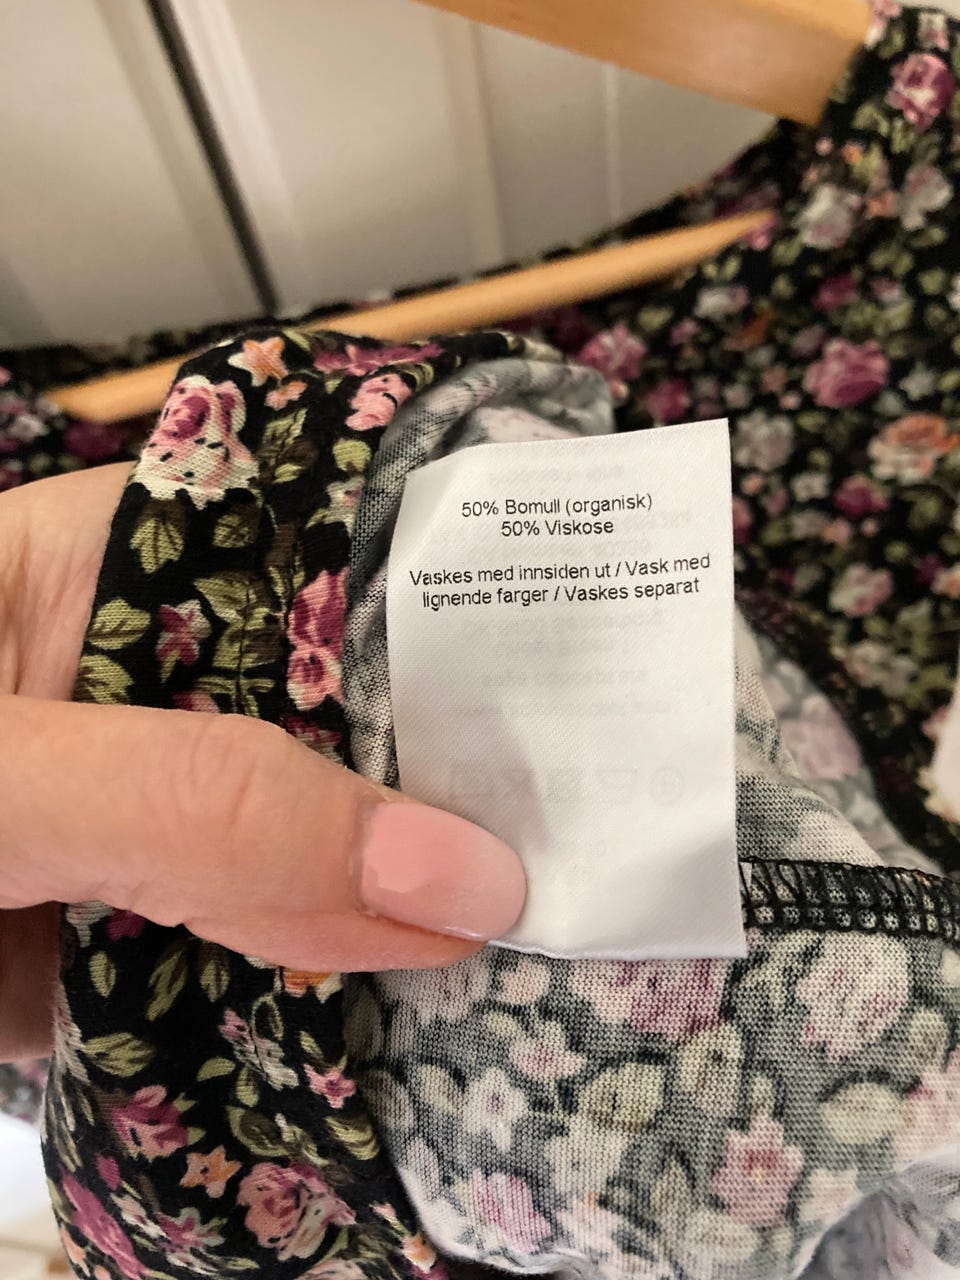 50% Bomull (organisk)
50% Viskose
Vaskes med innsiden ut / Vask med
lignende farger / Vaskes separat